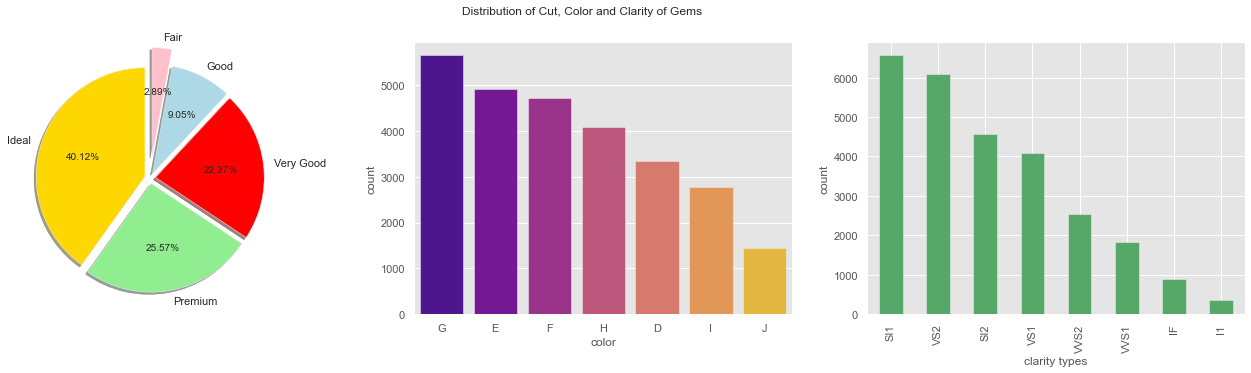 Distribution of Cut, Color and Clarity of Gems
Fair
2.89%
Good
9.05%
Very Good
22.37%
Ideal
40.12%
Premium
25.57%
count
5000
4000
3000
2000
1000
0
G E F H D I J
color
count
6000
5000
4000
3000
2000
1000
0
SI1 VS2 SI2 VS1 VVS2 VVS1 IF I1
clarity types